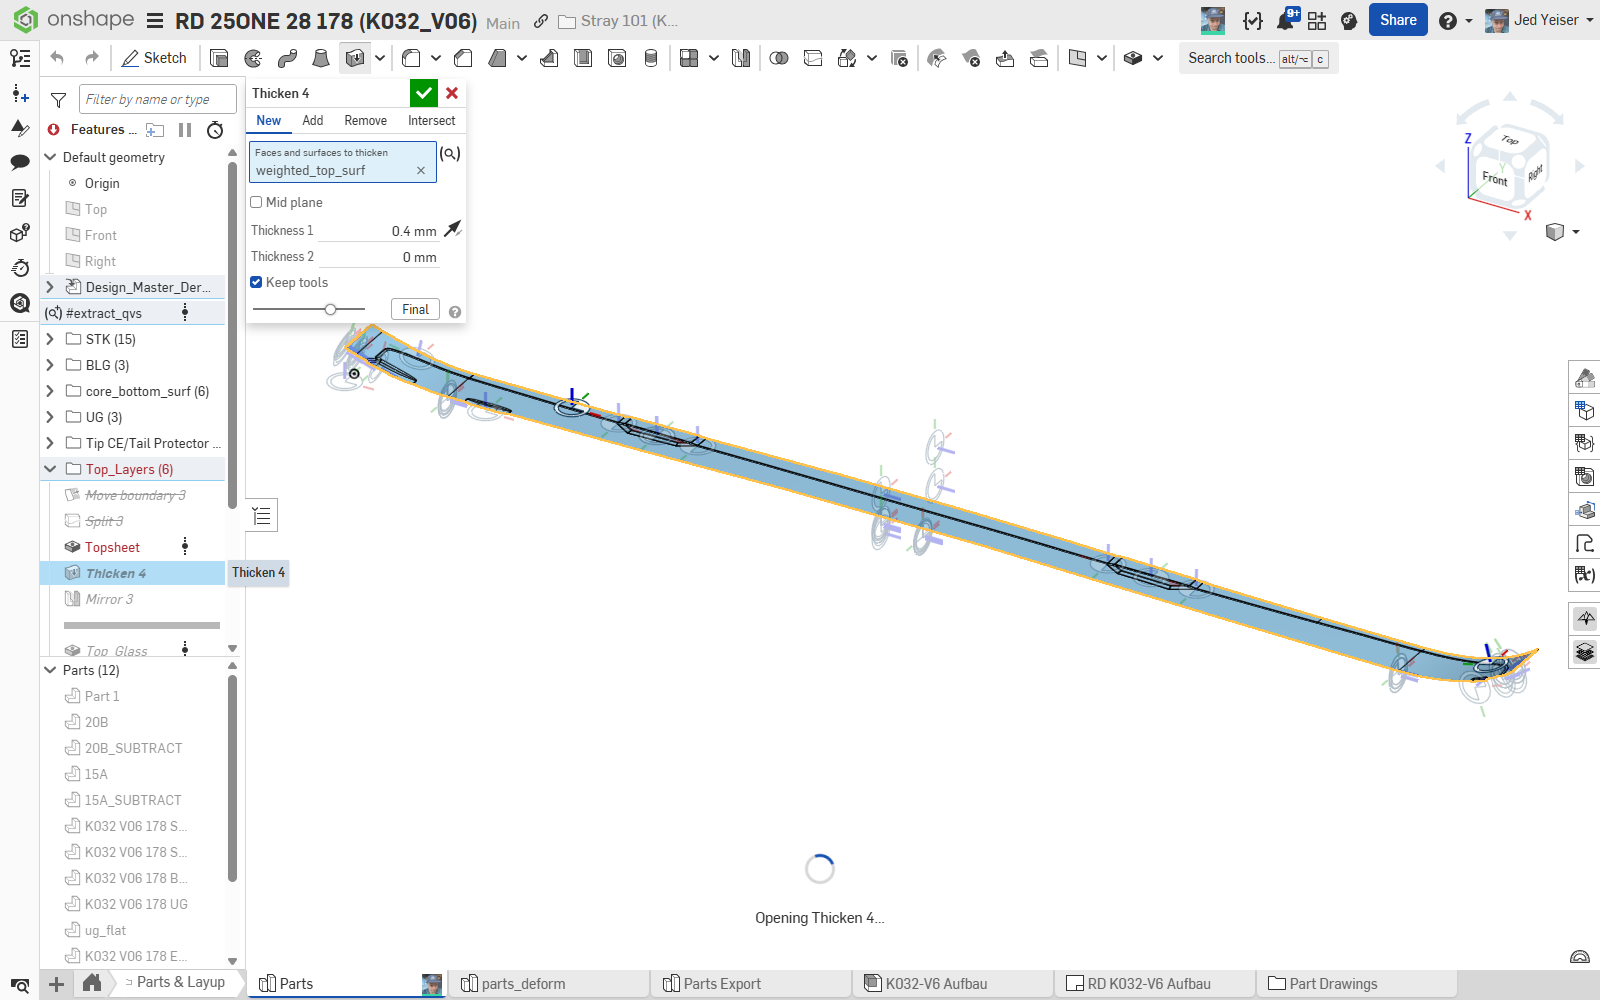 onshape
RD 25ONE 28 178 (K032_V06)
Main
Stray 101 (K...
9+
Share
Jed Yeiser
Sketch
Search tools...
alt/⌥
c
Filter by name or type
Features ...
Default geometry
Origin
Top
Front
Right
Design_Master_Der...
#extract_qvs
STK (15)
BLG (3)
core_bottom_surf (6)
UG (3)
Tip CE/Tail Protector ...
Top_Layers (6)
Move boundary 3
Split 3
Topsheet
Thicken 4
Mirror 3
Top_Glass
Parts (12)
Part 1
20B
20B_SUBTRACT
15A
15A_SUBTRACT
K032 V06 178 S...
K032 V06 178 S...
K032 V06 178 B...
K032 V06 178 UG
ug_flat
K032 V06 178 E...
Thicken 4
New
Add
Remove
Intersect
Faces and surfaces to thicken
weighted_top_surf
Mid plane
Thickness 1
0.4 mm
Thickness 2
0 mm
Keep tools
Final
Thicken 4
Z
Top
Y
Front
Right
X
Opening Thicken 4...
Parts & Layup
Parts
parts_deform
Parts Export
K032-V6 Aufbau
RD K032-V6 Aufbau
Part Drawings